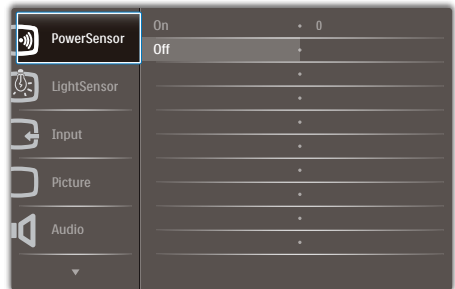 PowerSensor
LightSensor
Input
Picture
Audio
On • 0
Off •